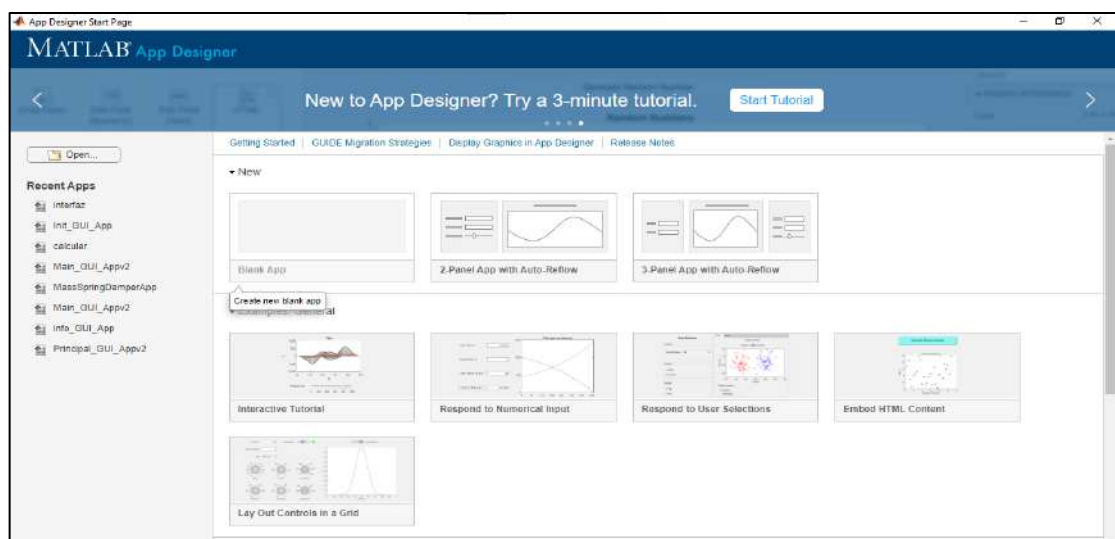 App Designer Start Page
MATLAB® App Designer
New to App Designer? Try a 3-minute tutorial. Start Tutorial
Getting Started | GUIDE Migration Strategies | Display Graphics in App Designer | Release Notes
Open...
Recent Apps
interfaz
Init_GUI_App
calcular
Main_GUI_Appv2
MassSpringDamperApp
Main_GUI_Appv2
info_GUI_App
Principal_GUI_Appv2
New
Blank App
2-Panel App with Auto-Reflow
3-Panel App with Auto-Reflow
Create new blank app
Examples: General
Interactive Tutorial
Respond to Numerical Input
Respond to User Selections
Embed HTML Content
Lay Out Controls in a Grid